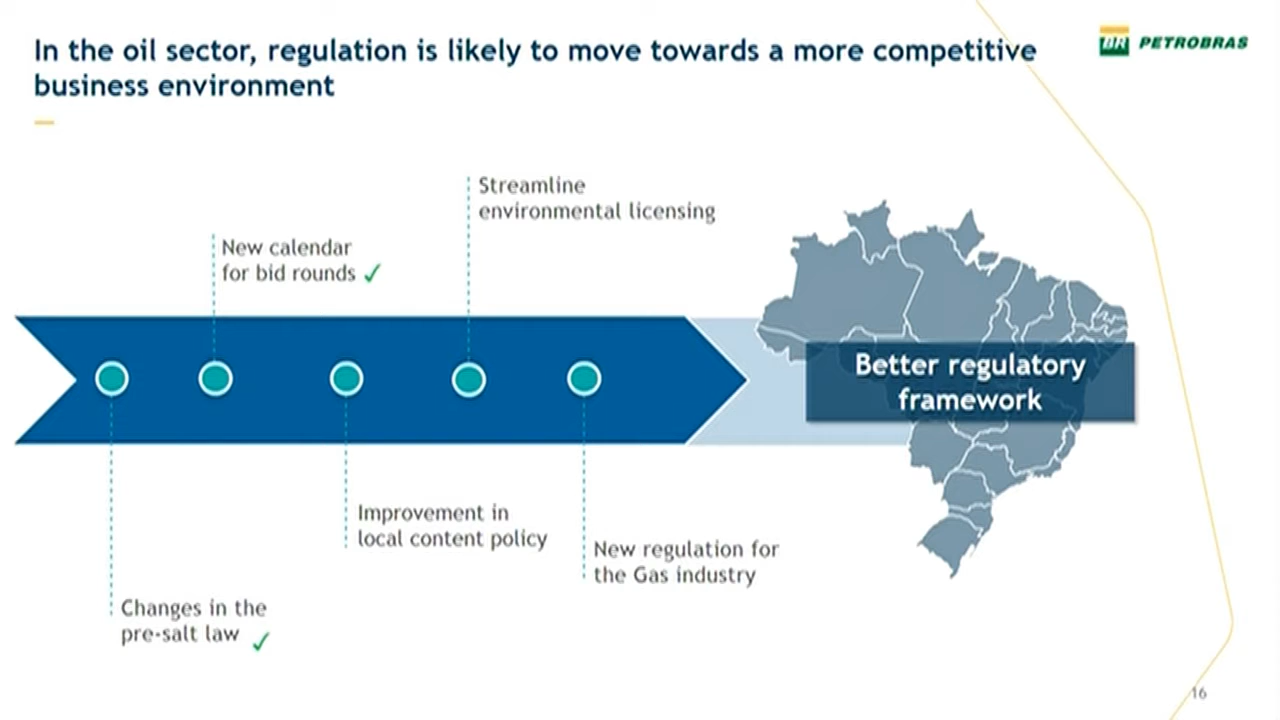 In the oil sector, regulation is likely to move towards a more competitive
business environment
BR PETROBRAS
Streamline
environmental licensing
New calendar
for bid rounds ✓
Better regulatory
framework
Improvement in
local content policy
New regulation for
the Gas industry
Changes in the
pre-salt law ✓
16